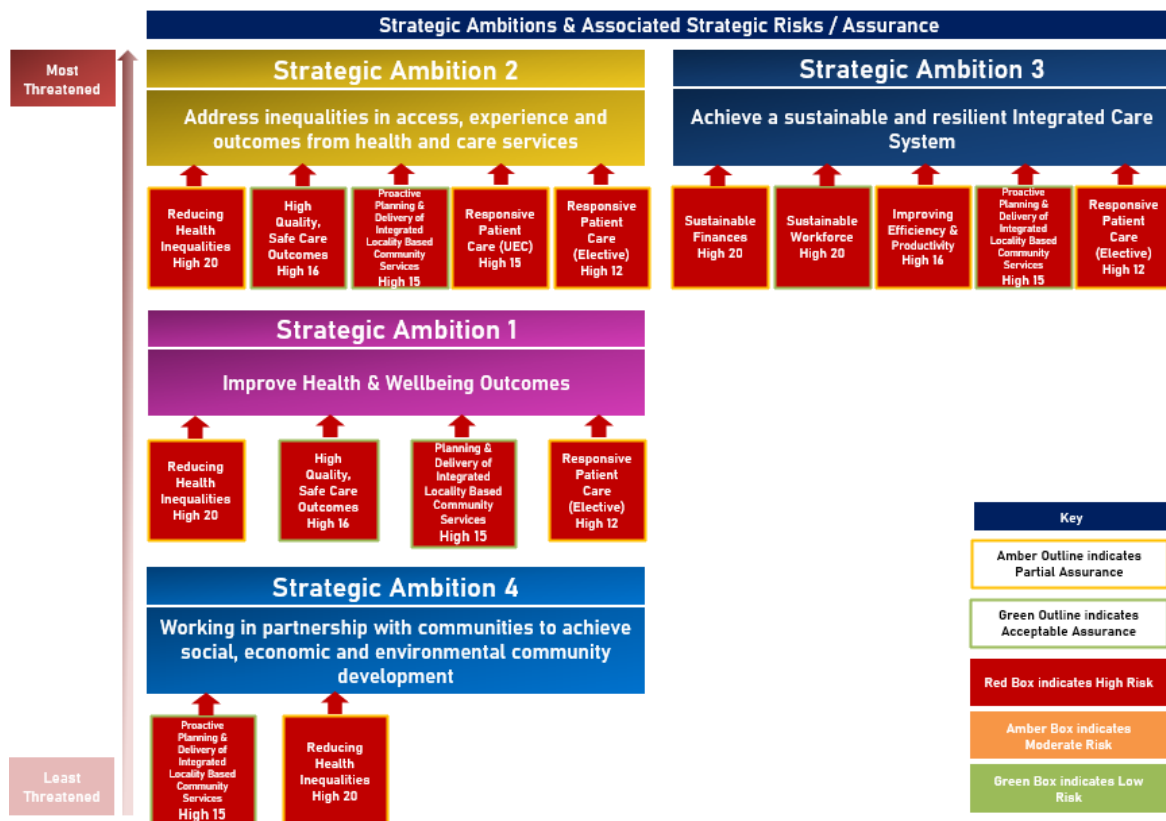 Strategic Ambitions & Associated Strategic Risks / Assurance
Most
Threatened
Strategic Ambition 2
Address inequalities in access, experience and
outcomes from health and care services
Reducing
Health
Inequalities
High 20
High
Quality,
Safe Care
Outcomes
High 16
Proactive
Planning &
Delivery of
Integrated
Locality Based
Community
Services
High 15
Responsive
Patient
Care (UEC)
High 15
Responsive
Patient
Care
(Elective)
High 12
Strategic Ambition 3
Achieve a sustainable and resilient Integrated Care
System
Sustainable
Finances
High 20
Sustainable
Workforce
High 20
Improving
Efficiency &
Productivity
High 16
Proactive
Planning &
Delivery of
Integrated
Locality Based
Community
Services
High 15
Responsive
Patient
Care
(Elective)
High 12
Strategic Ambition 1
Improve Health & Wellbeing Outcomes
Reducing
Health
Inequalities
High 20
High
Quality,
Safe Care
Outcomes
High 16
Planning &
Delivery of
Integrated
Locality Based
Community
Services
High 15
Responsive
Patient
Care
(Elective)
High 12
Strategic Ambition 4
Working in partnership with communities to achieve
social, economic and environmental community
development
Proactive
Planning &
Delivery of
Integrated
Locality Based
Community
Services
High 15
Reducing
Health
Inequalities
High 20
Least
Threatened
Key
Amber Outline indicates
Partial Assurance
Green Outline indicates
Acceptable Assurance
Red Box indicates High Risk
Amber Box indicates
Moderate Risk
Green Box indicates Low
Risk